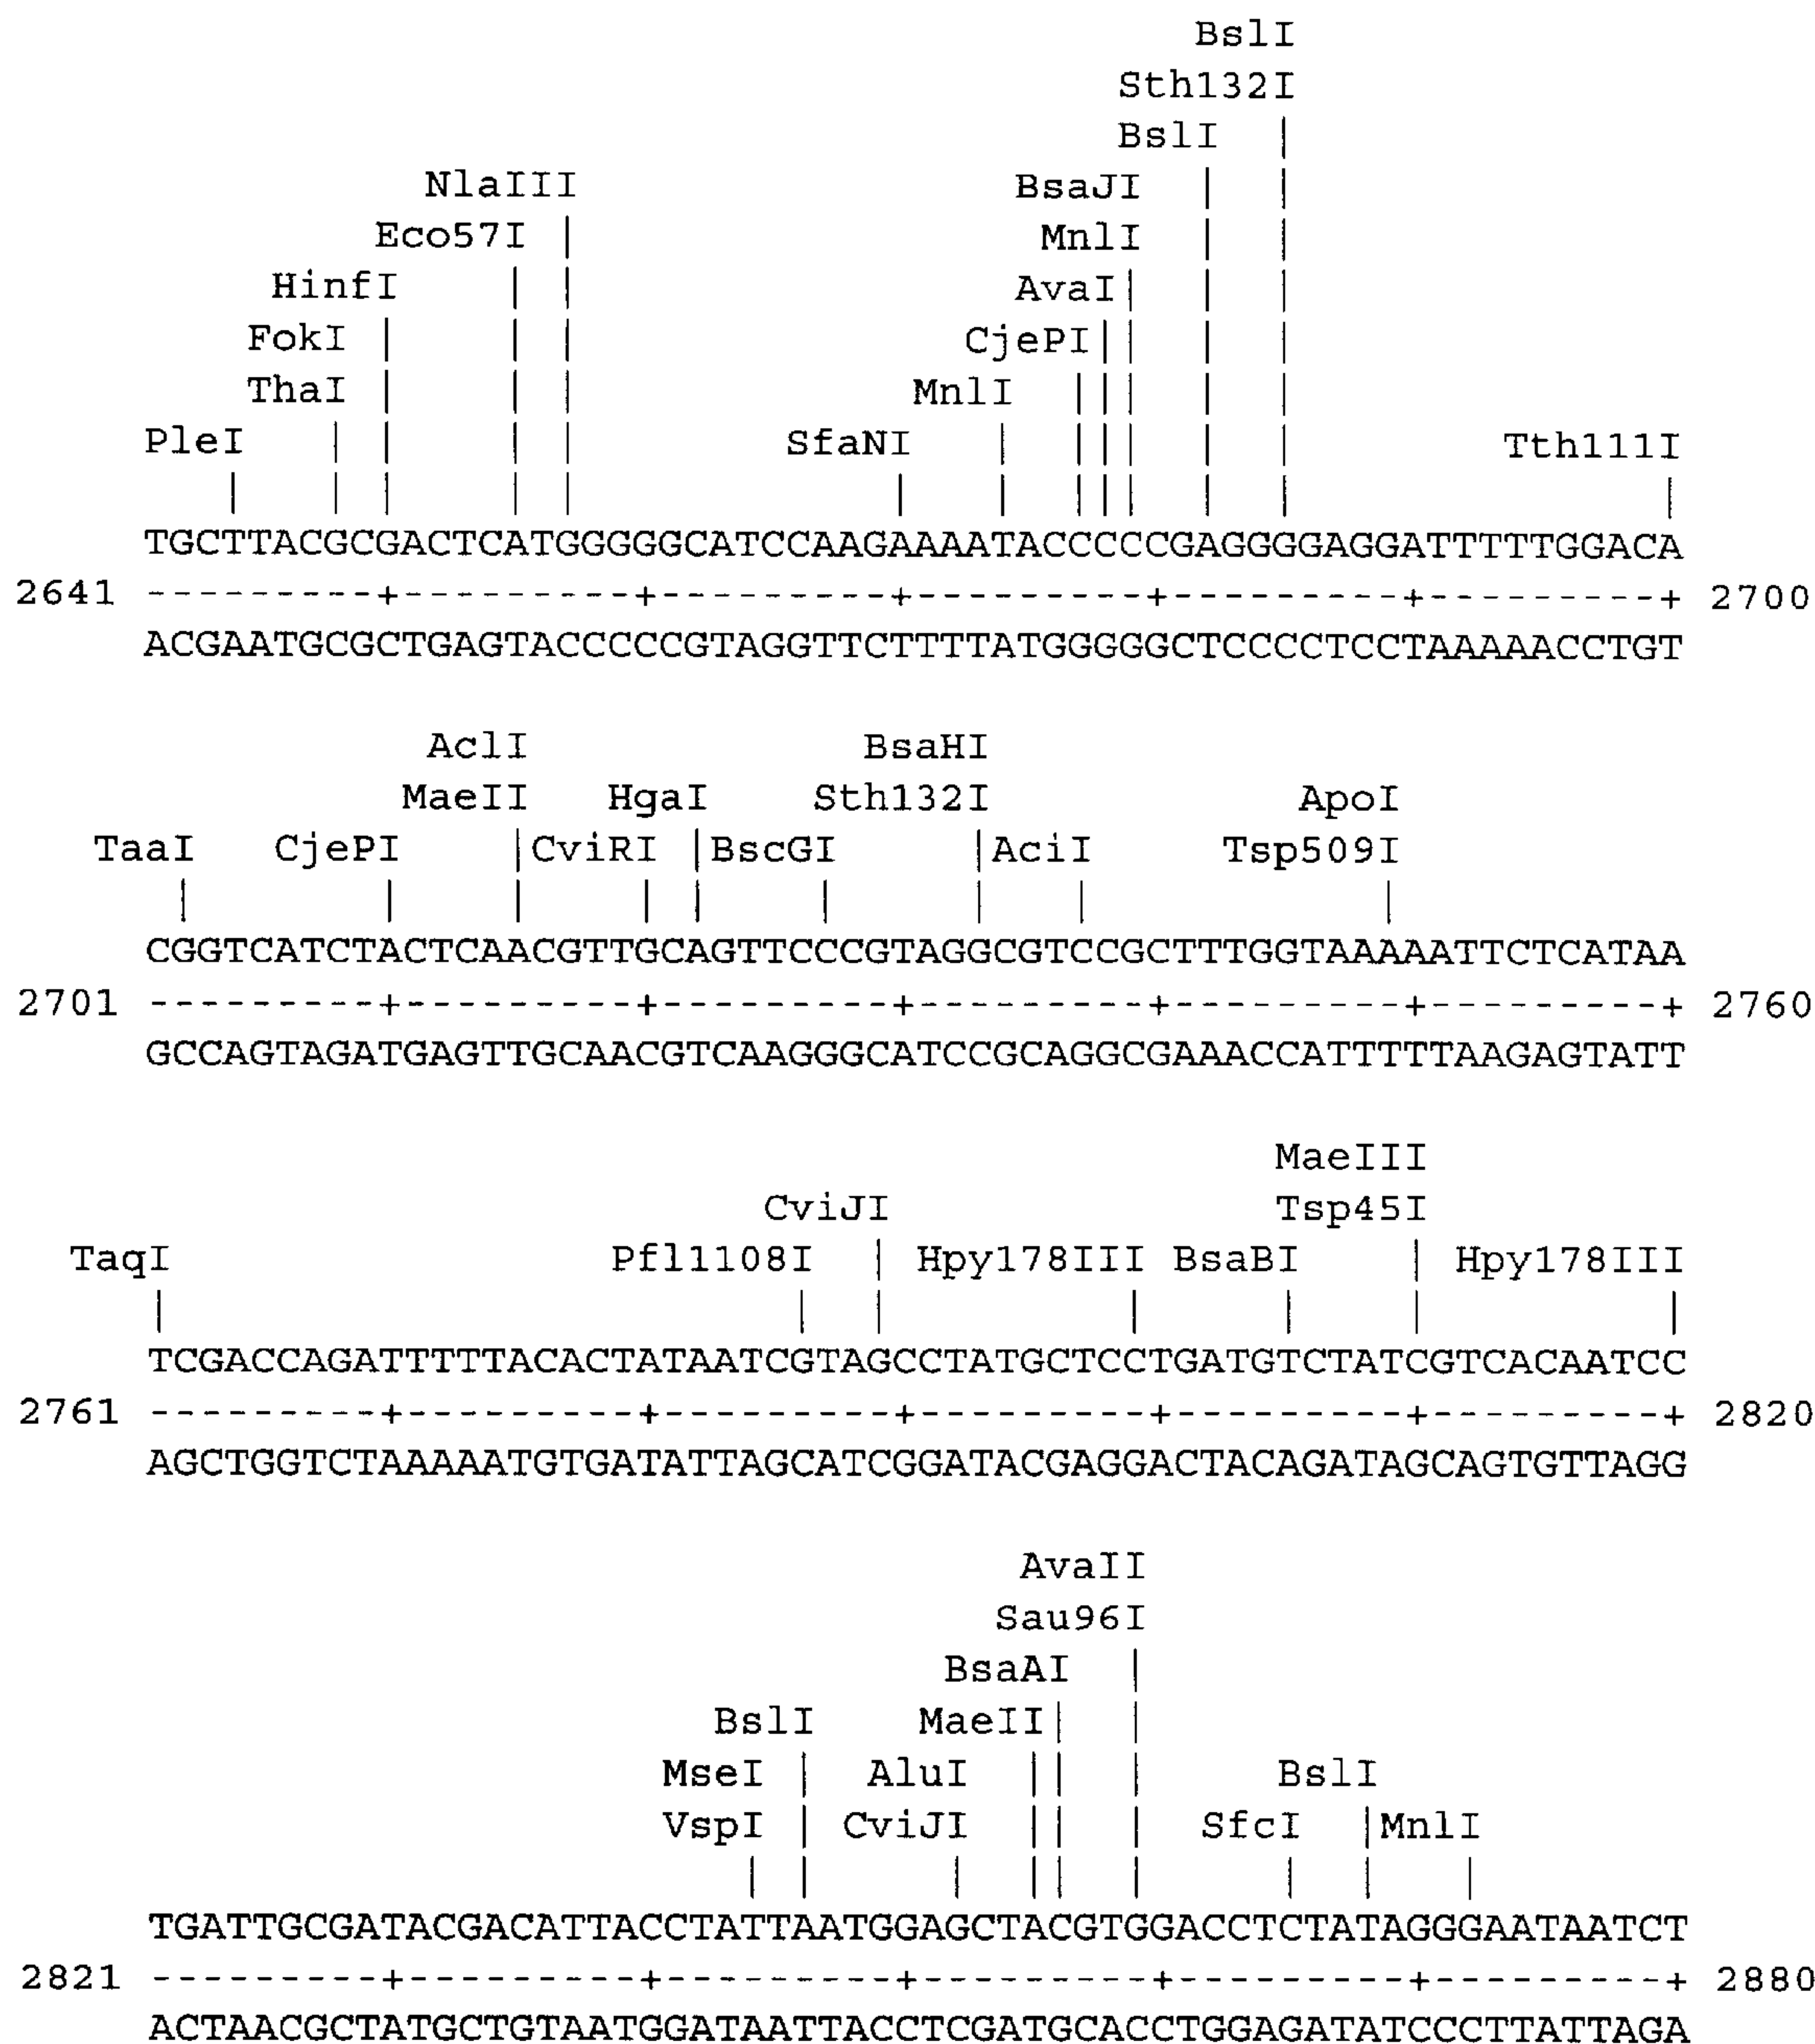 BslI
Sth132I
BslI
NlaIII BsaJI
Eco57I MnlI
HinfI AvaI
FokI CjePI
ThaI MnlI
PleI SfaNI Tth111I
TGCTTACGCGACTCATGGGGGCATCCAAGAAAATACCCCCGAGGGGAGGATTTTTGGACA
2641 ---------+---------+---------+---------+---------+---------+ 2700
ACGAATGCGCTGAGTACCCCCGTAGGTTCTTTTATGGGGGCTCCCCTCCTAAAAACCTGT
AclI BsaHI
MaeII HgaI Sth132I ApoI
TaaI CjePI CviRI BscGI AciI Tsp509I
CGGTCATCTACTCAACGTTGCAGTTCCCGTAGGCGTCCGCTTTGGTAAAAATTCTCATAA
2701 ---------+---------+---------+---------+---------+---------+ 2760
GCCAGTAGATGAGTTGCAACGTCAAGGGCATCCGCAGGCGAAACCATTTTTAAGAGTATT
MaeIII
CviJI Tsp45I
TaqI Pfl1108I Hpy178III BsaBI Hpy178III
TCGACCAGATTTTTACACTATAATCGTAGCCTATGCTCCTGATGTCTATCGTCACAATCC
2761 ---------+---------+---------+---------+---------+---------+ 2820
AGCTGGTCTAAAAATGTGATATTAGCATCGGATACGAGGACTACAGATAGCAGTGTTAGG
AvaII
Sau96I
BsaAI
BslI MaeII
MseI AluI BslI
VspI CviJI SfcI MnlI
TGATTGCGATACGACATTACCTATTAATGGAGCTACGTGGACCTCTATAGGGAATAATCT
2821 ---------+---------+---------+---------+---------+---------+ 2880
ACTAACGCTATGCTGTAATGGATAATTACCTCGATGCACCTGGAGATATCCCTTATTAGA